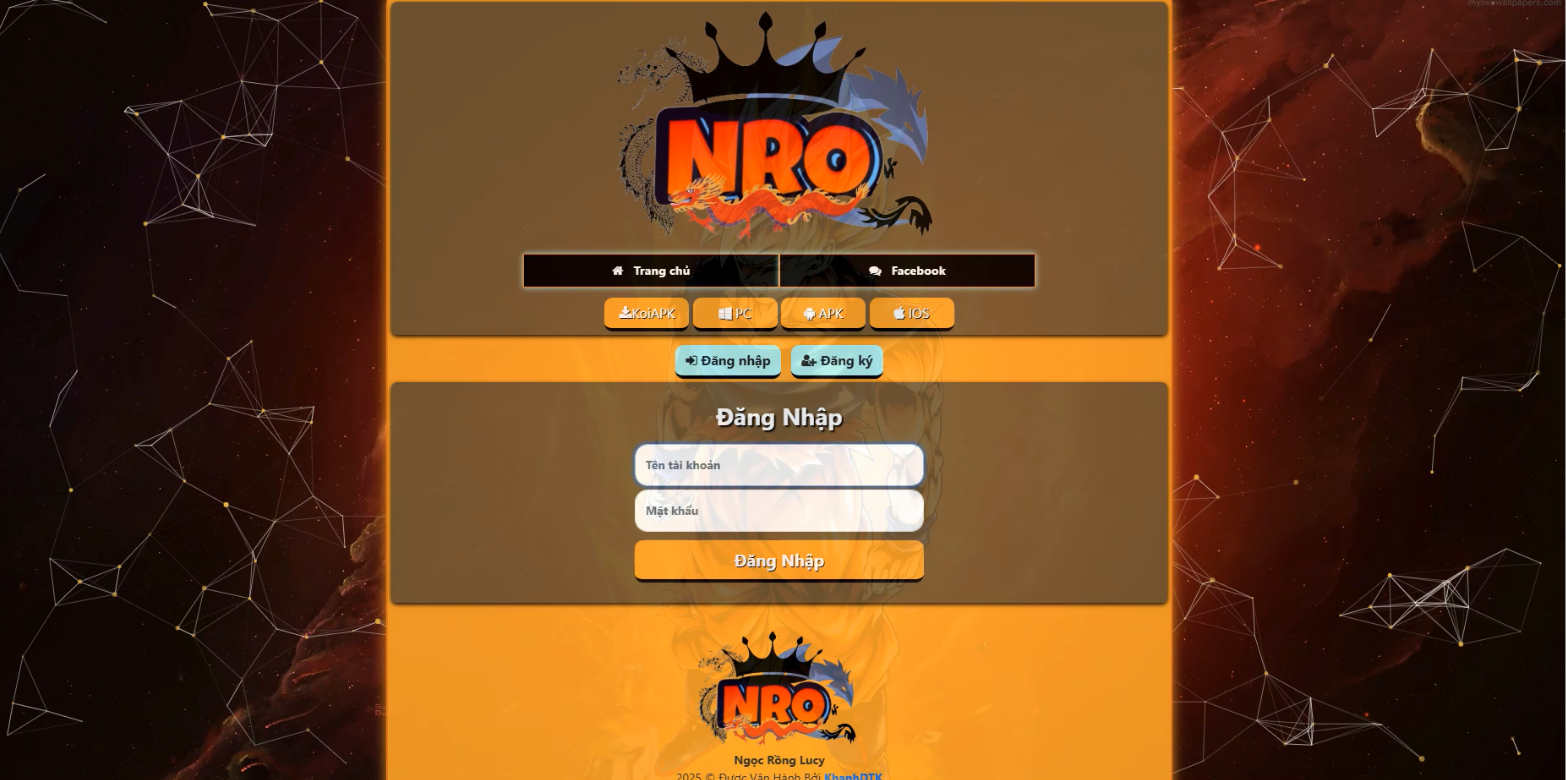 mylivewallpapers.com
NRO
Trang chủ
Facebook
KoiAPK
PC
APK
IOS
Đăng nhập
Đăng ký
Đăng Nhập
Tên tài khoản
Mật khẩu
Đăng Nhập
NRO
Ngọc Rồng Lucy
2025 © Được Vận Hành Bởi KhanhDTK